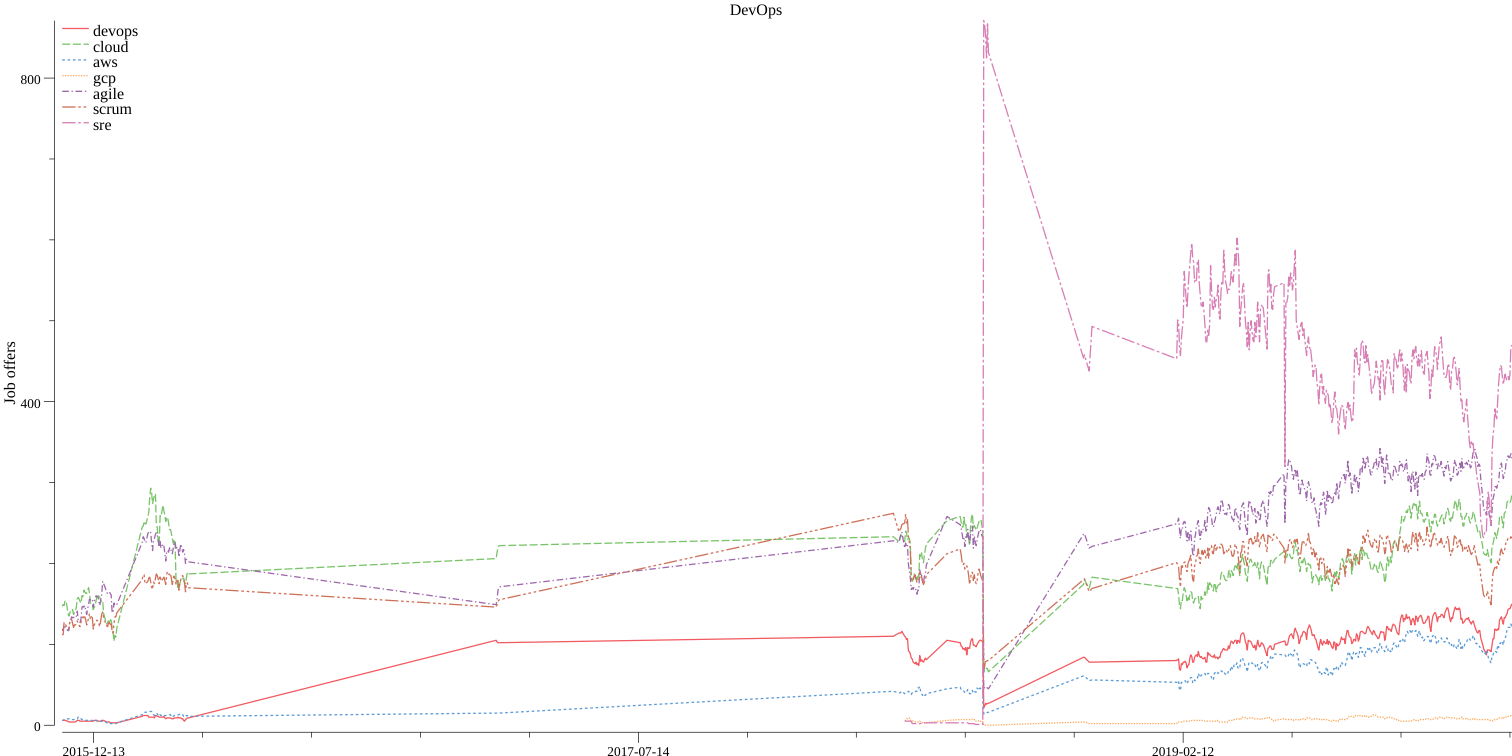 DevOps
devops
cloud
aws
gcp
agile
scrum
sre
800
400
0
Job offers
2015-12-13
2017-07-14
2019-02-12